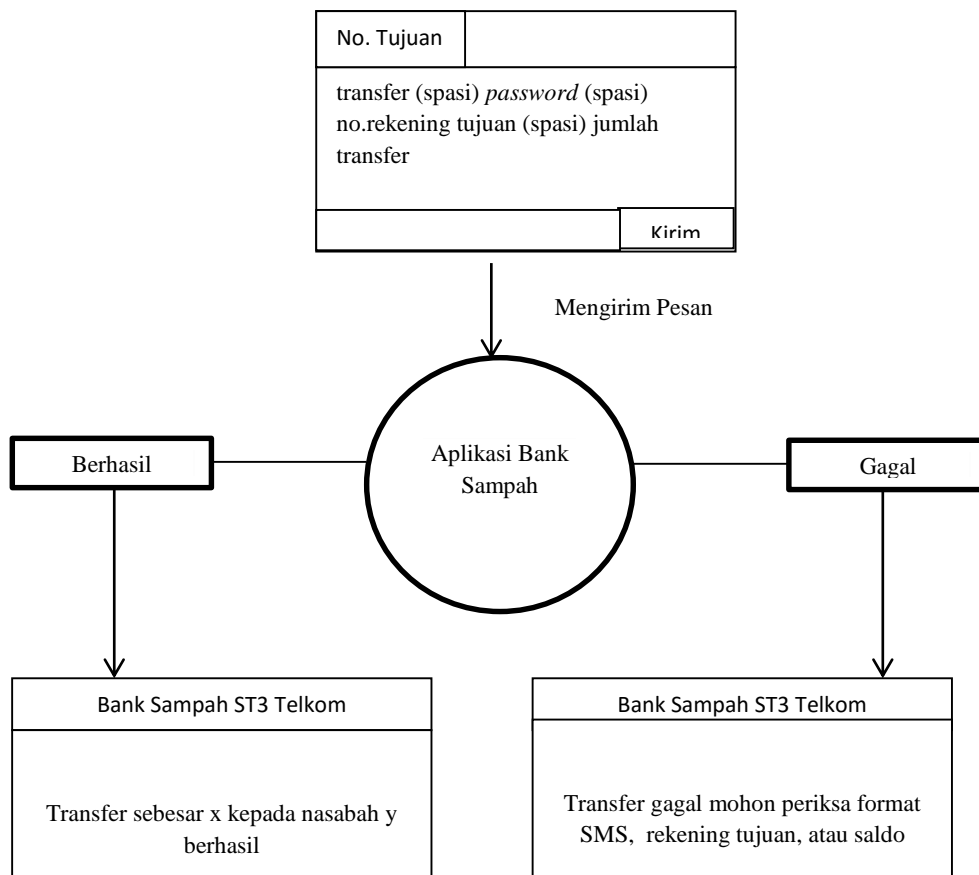 No. Tujuan
transfer (spasi) password (spasi)
no.rekening tujuan (spasi) jumlah
transfer
Kirim
Mengirim Pesan
Aplikasi Bank
Sampah
Berhasil
Gagal
Bank Sampah ST3 Telkom
Transfer sebesar x kepada nasabah y
berhasil
Bank Sampah ST3 Telkom
Transfer gagal mohon periksa format
SMS, rekening tujuan, atau saldo